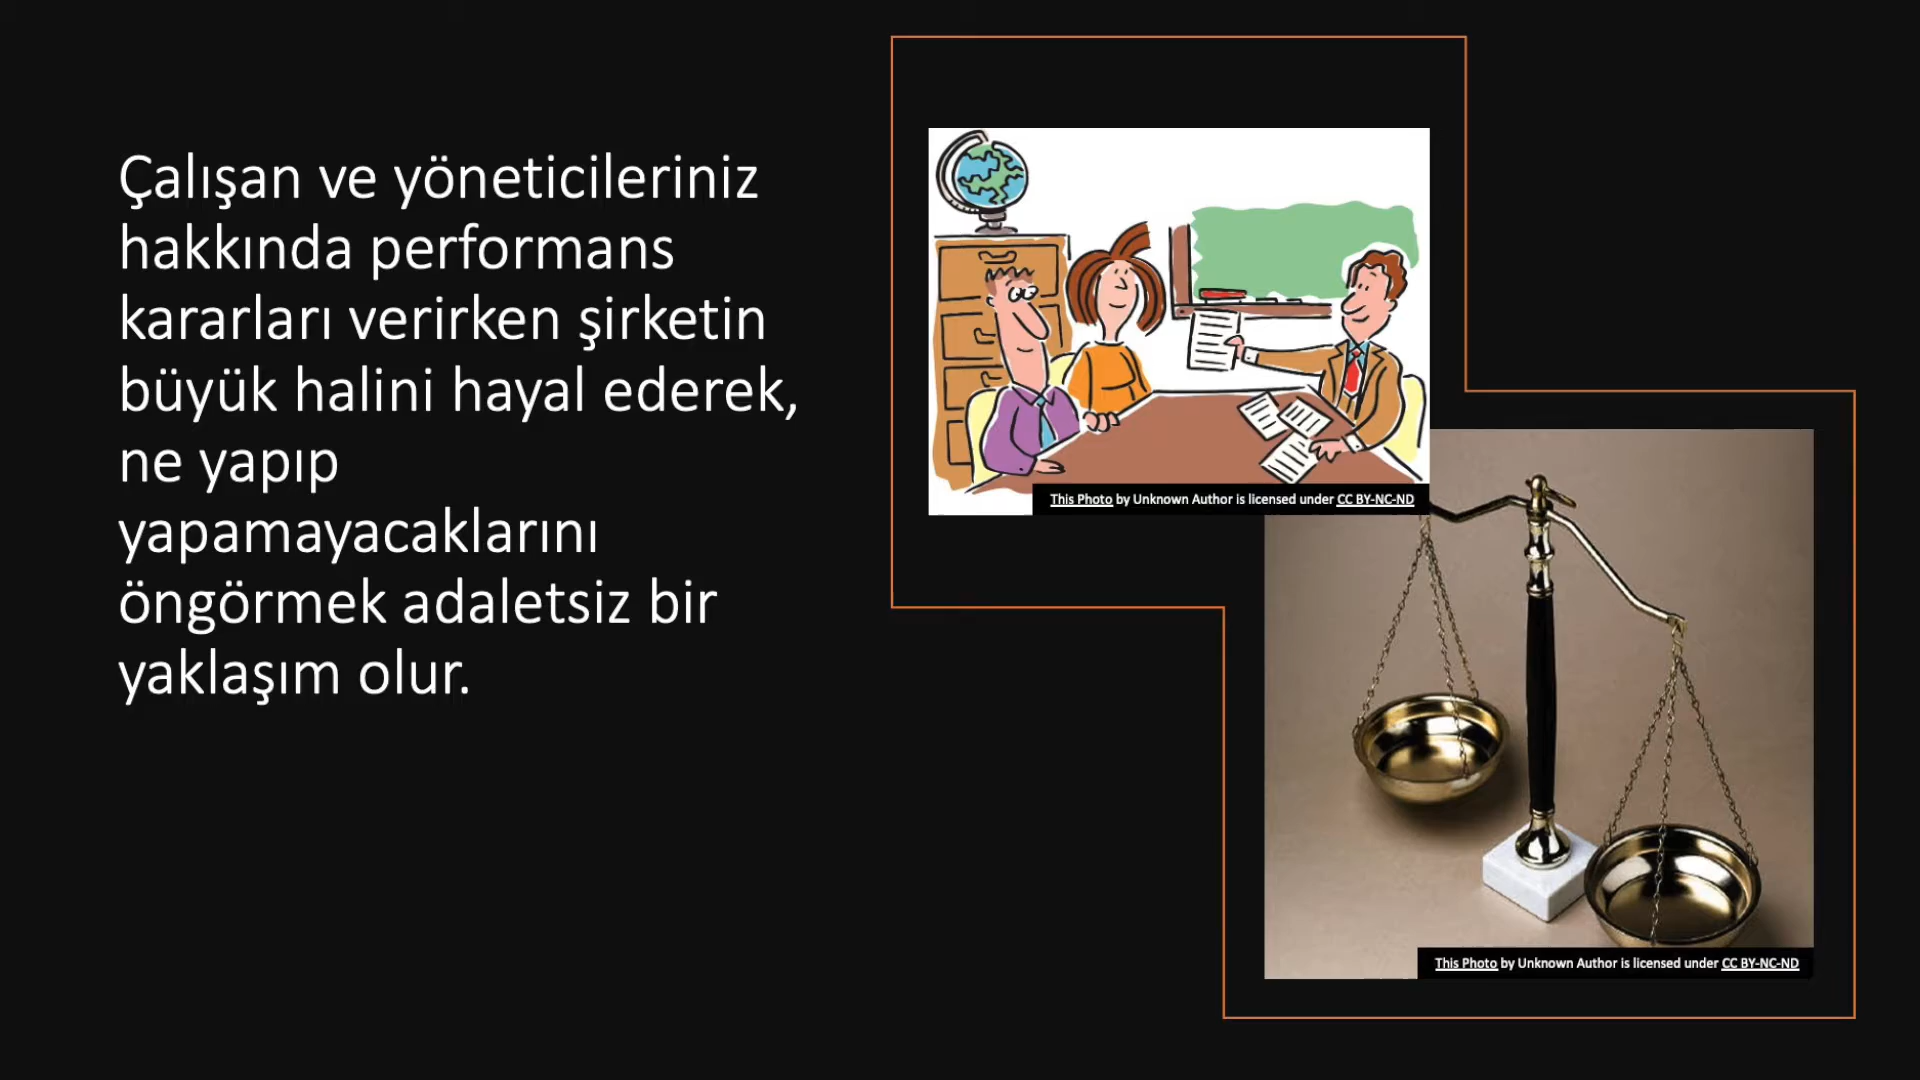 Çalışan ve yöneticileriniz
hakkında performans
kararları verirken şirketin
büyük halini hayal ederek,
ne yapıp
yapamayacaklarını
öngörmek adaletsiz bir
yaklaşım olur.
This Photo by Unknown Author is licensed under CC BY-NC-ND
This Photo by Unknown Author is licensed under CC BY-NC-ND